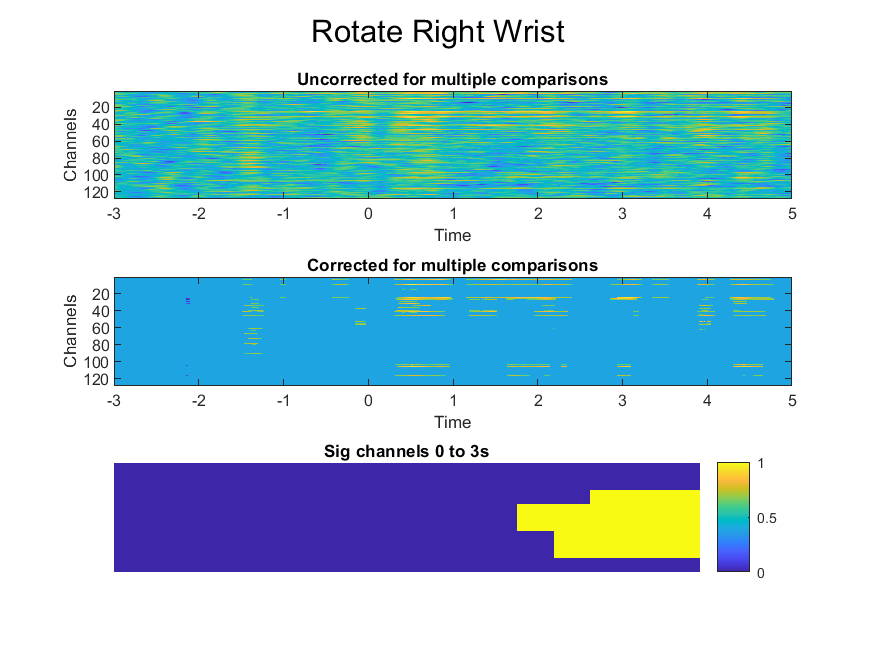 Rotate Right Wrist
Uncorrected for multiple comparisons
Channels
20
40
60
80
100
120
-3 -2 -1 0 1 2 3 4 5
Time
Corrected for multiple comparisons
Channels
20
40
60
80
100
120
-3 -2 -1 0 1 2 3 4 5
Time
Sig channels 0 to 3s
1
0.5
0